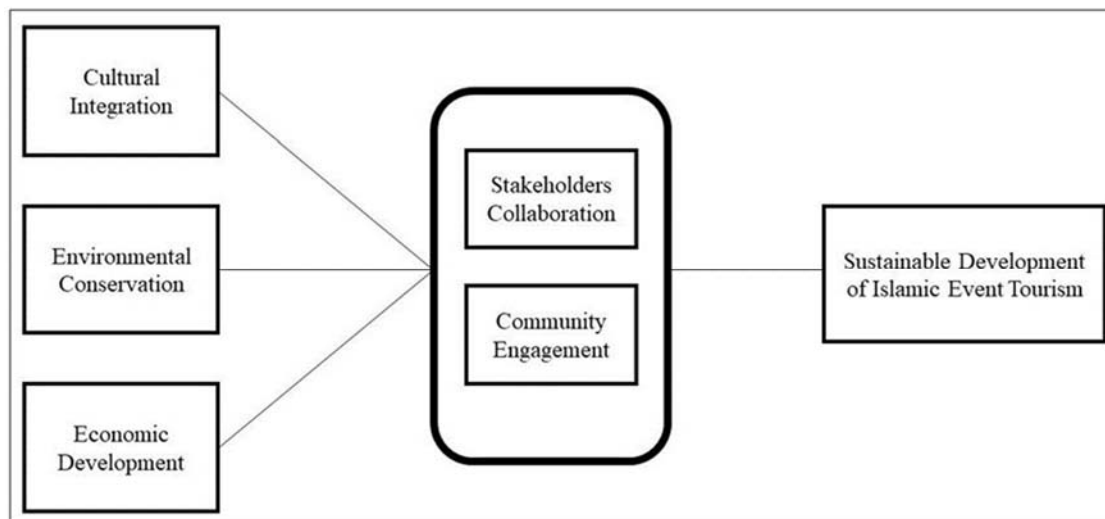 Cultural
Integration
Environmental
Conservation
Economic
Development
Stakeholders
Collaboration
Community
Engagement
Sustainable Development
of Islamic Event Tourism